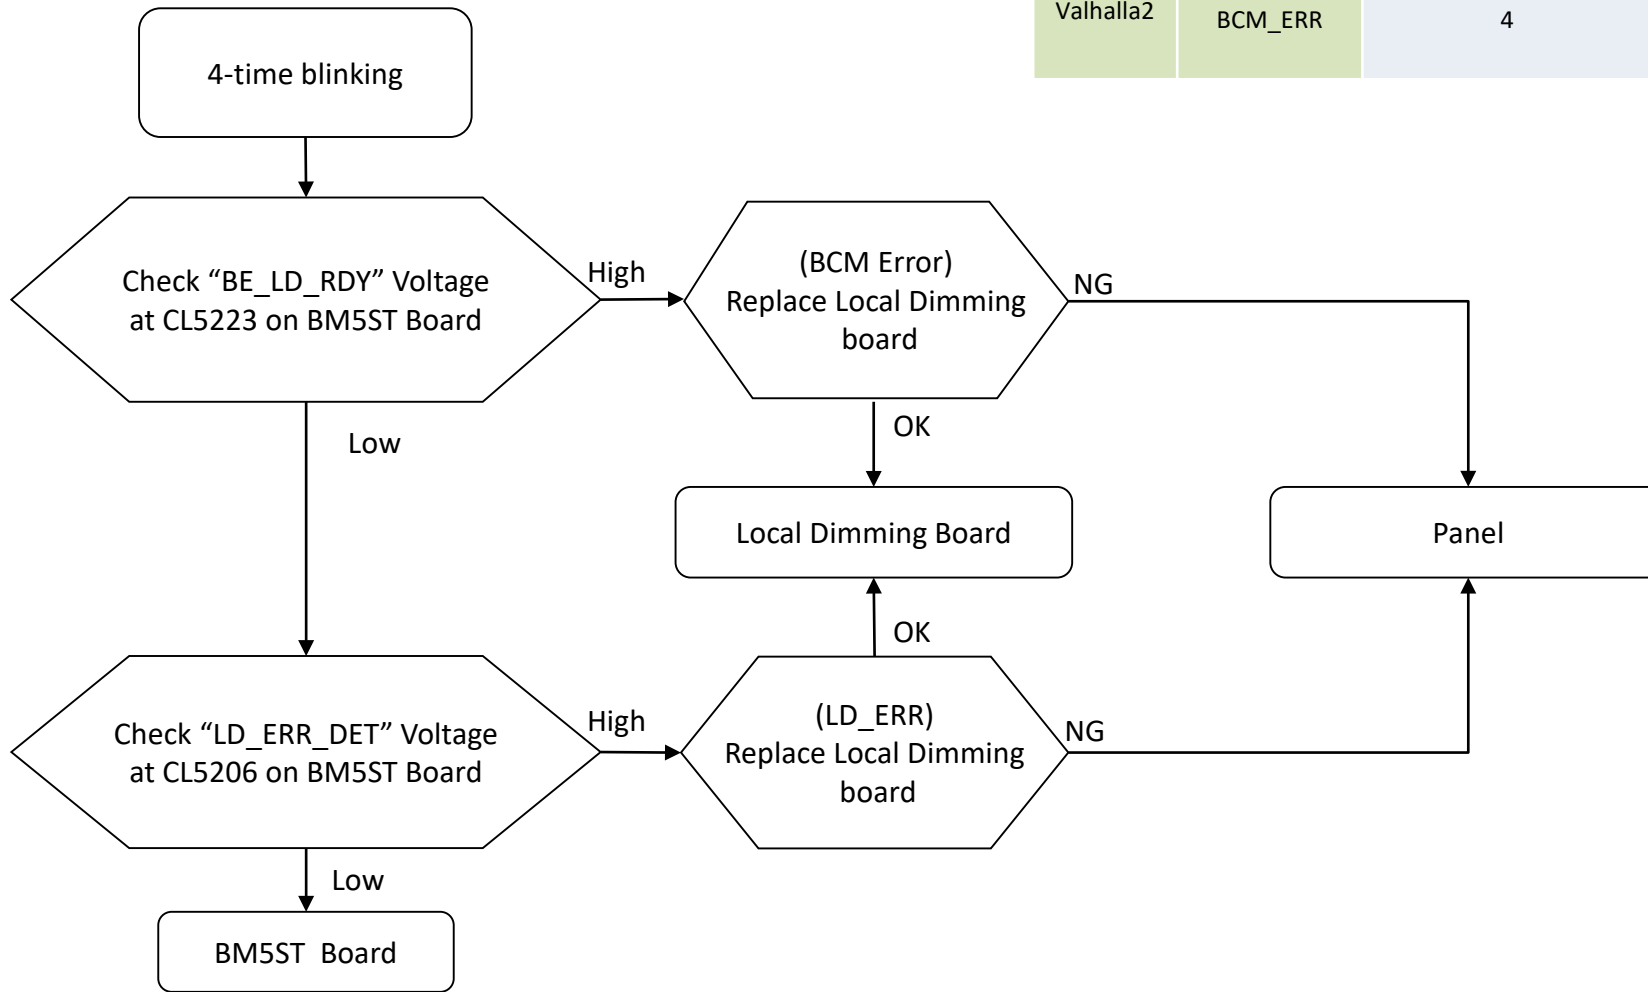 Valhalla2
BCM_ERR
4
4-time blinking
Check “BE_LD_RDY” Voltage
at CL5223 on BM5ST Board
High
(BCM Error)
Replace Local Dimming
board
NG
Low
OK
Local Dimming Board
Panel
OK
Check “LD_ERR_DET” Voltage
at CL5206 on BM5ST Board
High
(LD_ERR)
Replace Local Dimming
board
NG
Low
BM5ST  Board